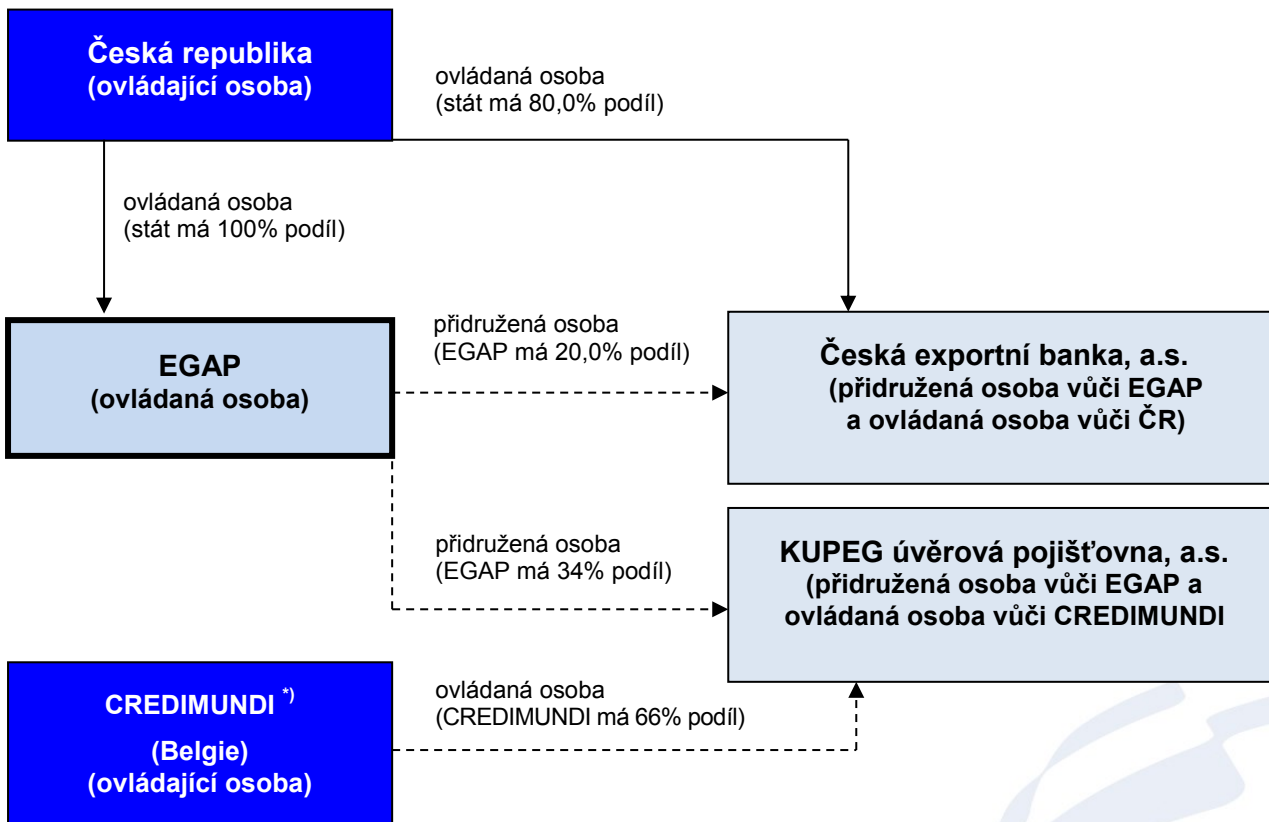 Česká republika
(ovládající osoba)
ovládaná osoba
(stát má 80,0% podíl)
ovládaná osoba
(stát má 100% podíl)
EGAP
(ovládaná osoba)
přidružená osoba
(EGAP má 20,0% podíl)
Česká exportní banka, a.s.
(přidružená osoba vůči EGAP
a ovládaná osoba vůči ČR)
přidružená osoba
(EGAP má 34% podíl)
KUPEG úvěrová pojišťovna, a.s.
(přidružená osoba vůči EGAP a
ovládaná osoba vůči CREDIMUNDI
CREDIMUNDI *)
(Belgie)
(ovládající osoba)
ovládaná osoba
(CREDIMUNDI má 66% podíl)